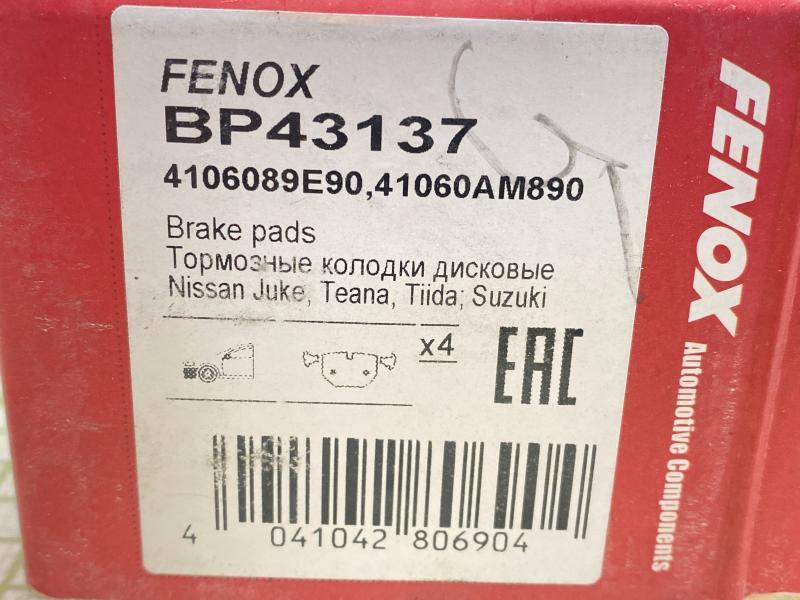 FENOX
BP43137
4106089E90,41060AM890
Brake pads
Тормозные колодки дисковые
Nissan Juke, Teana, Tiida; Suzuki
x4
EAC
4 041042 806904
FENOX
Automotive Components